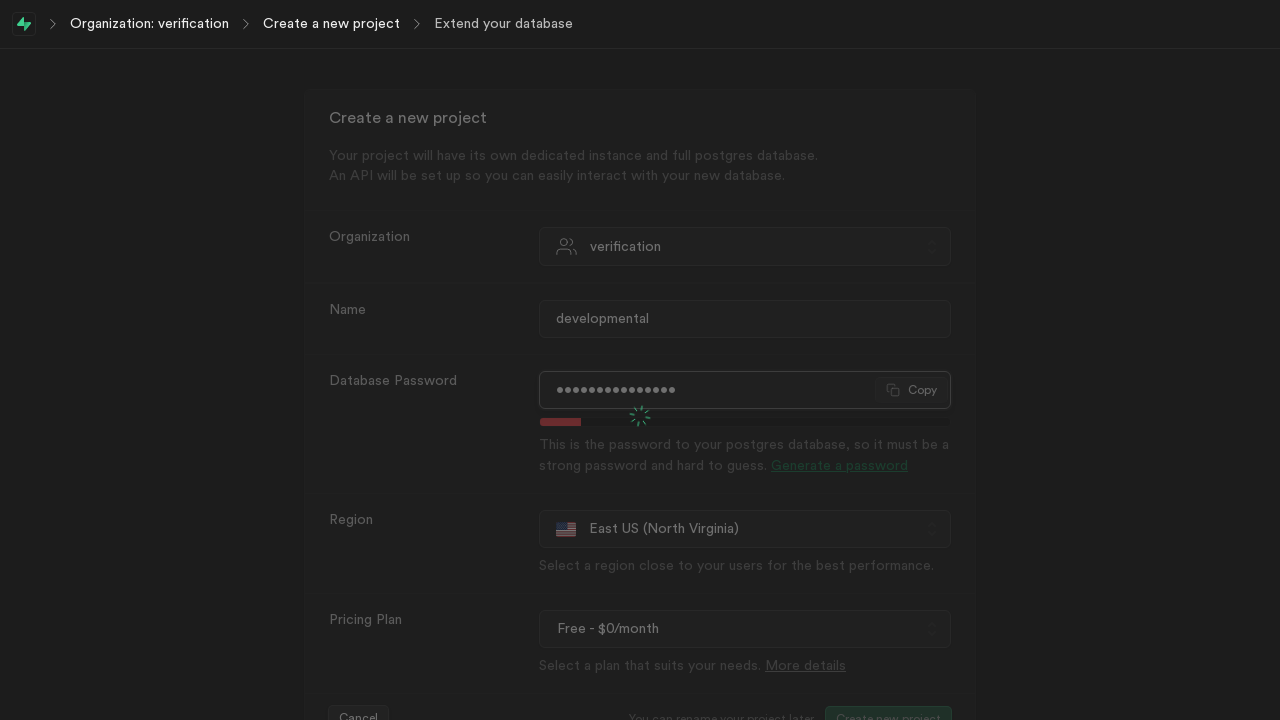 Organization: verification
Create a new project
Extend your database
Create a new project
Your project will have its own dedicated instance and full postgres database.
An API will be set up so you can easily interact with your new database.
Organization
verification
Name
developmental
Database Password
•••••••••••••••
Copy
This is the password to your postgres database, so it must be a
strong password and hard to guess. Generate a password
Region
East US (North Virginia)
Select a region close to your users for the best performance.
Pricing Plan
Free - $0/month
Select a plan that suits your needs. More details
Cancel
You can rename your project later
Create new project